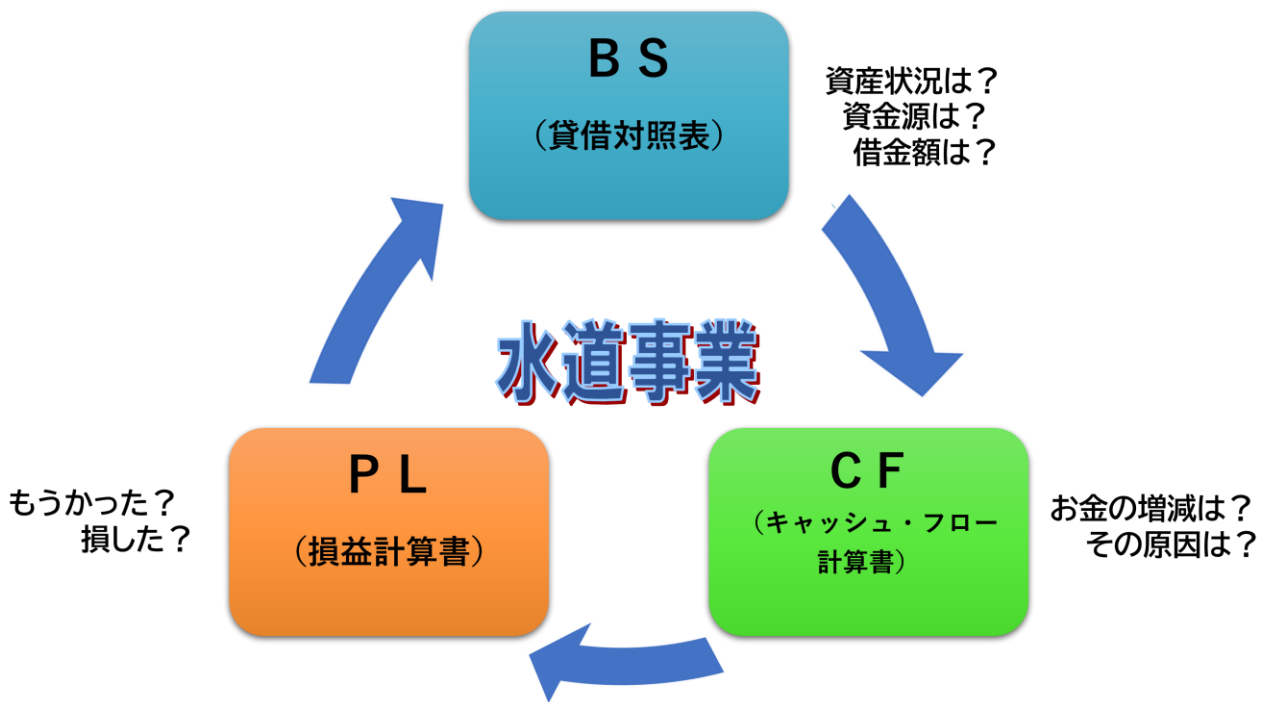 BS
（貸借対照表）
資産状況は？
資金源は？
借金額は？
水道事業
PL
（損益計算書）
もうかった？
損した？
CF
（キャッシュ・フロー
計算書）
お金の増減は？
その原因は？